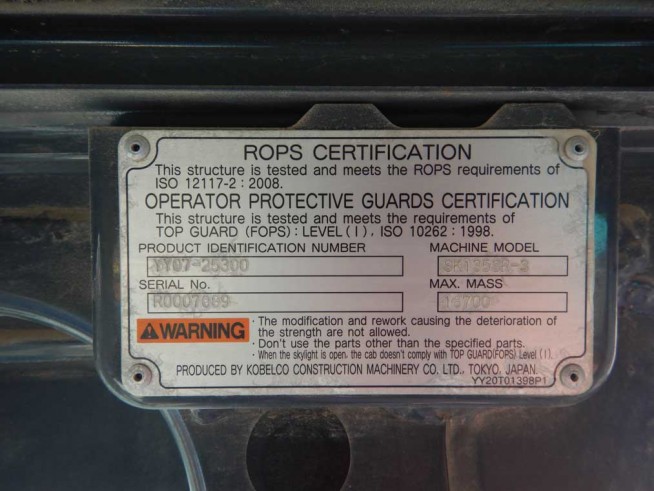 ROPS CERTIFICATION
This structure is tested and meets the ROPS requirements of
ISO 12117-2 : 2008.
OPERATOR PROTECTIVE GUARDS CERTIFICATION
This structure is tested and meets the requirements of
TOP GUARD (FOPS) : LEVEL ( I ) , ISO 10262 : 1998.
PRODUCT IDENTIFICATION NUMBER
MACHINE MODEL
YY07-25300
SERIAL No.
MAX. MASS
WARNING
· The modification and rework causing the deterioration of
the strength are not allowed.
· Don't use the parts other than the specified parts.
· When the skylight is open, the cab doesn't comply with TOP GUARD(FOPS) Level ( I ).
PRODUCED BY KOBELCO CONSTRUCTION MACHINERY CO. LTD., TOKYO, JAPAN.
YY20T01398P1